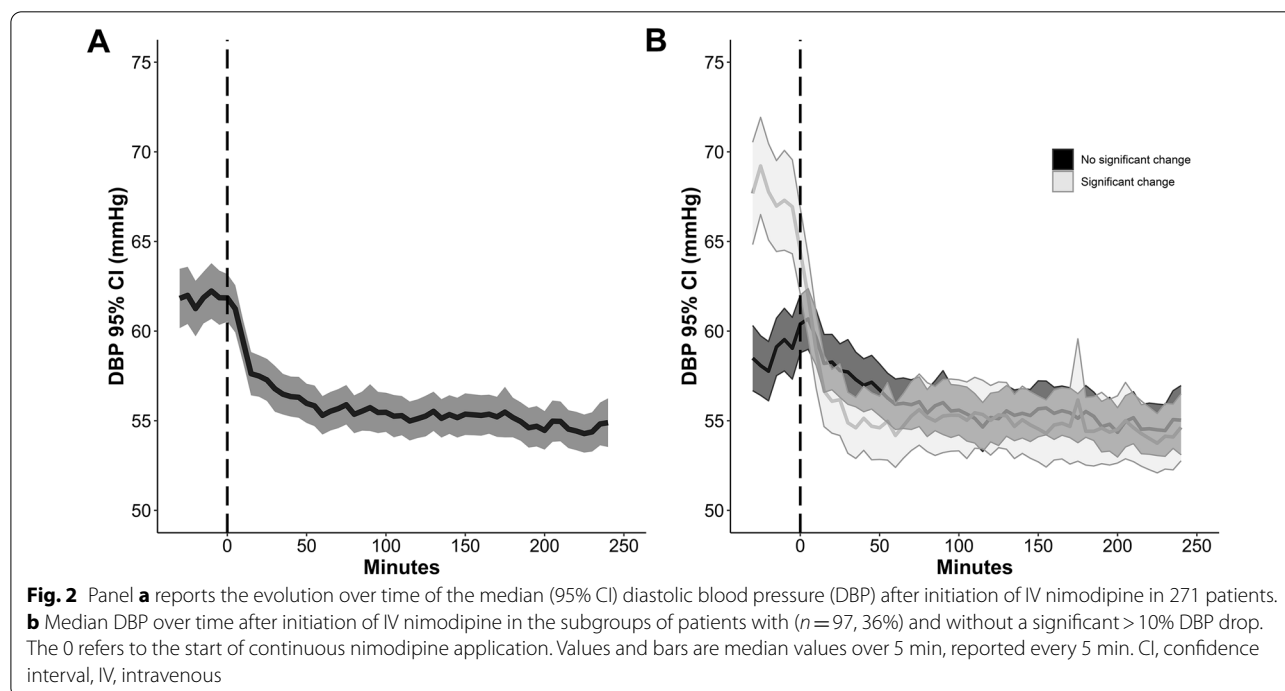 A
B
75
70
65
60
55
50
DBP 95% CI (mmHg)
0 50 100 150 200 250
Minutes
75
70
65
60
55
50
DBP 95% CI (mmHg)
No significant change
Significant change
0 50 100 150 200 250
Minutes
Fig. 2 Panel a reports the evolution over time of the median (95% CI) diastolic blood pressure (DBP) after initiation of IV nimodipine in 271 patients.
b Median DBP over time after initiation of IV nimodipine in the subgroups of patients with (n = 97, 36%) and without a significant > 10% DBP drop.
The 0 refers to the start of continuous nimodipine application. Values and bars are median values over 5 min, reported every 5 min. CI, confidence
interval, IV, intravenous